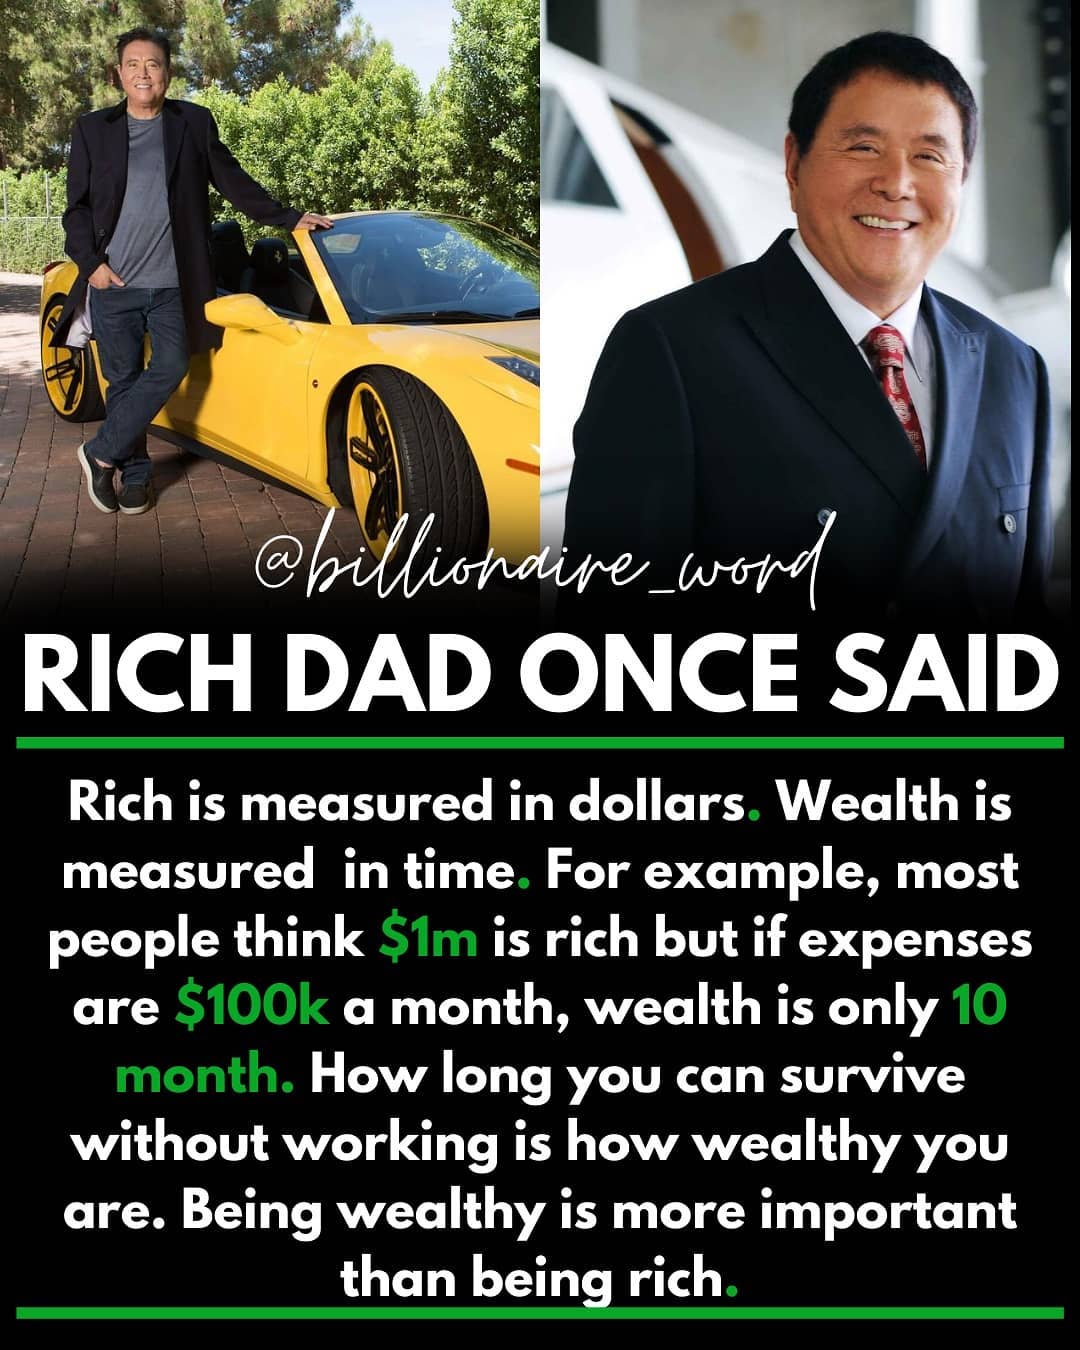 @billionaire_word
RICH DAD ONCE SAID
Rich is measured in dollars. Wealth is
measured in time. For example, most
people think $1m is rich but if expenses
are $100k a month, wealth is only 10
month. How long you can survive
without working is how wealthy you
are. Being wealthy is more important
than being rich.